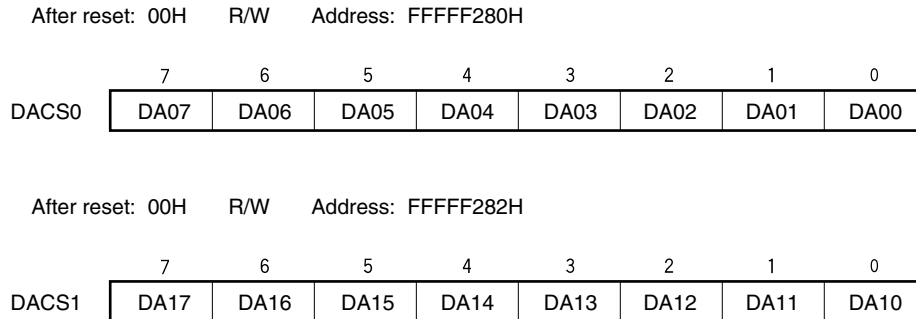 After reset: 00H R/W Address: FFFFF280H
7 6 5 4 3 2 1 0
DACS0 DA07 DA06 DA05 DA04 DA03 DA02 DA01 DA00
After reset: 00H R/W Address: FFFFF282H
7 6 5 4 3 2 1 0
DACS1 DA17 DA16 DA15 DA14 DA13 DA12 DA11 DA10